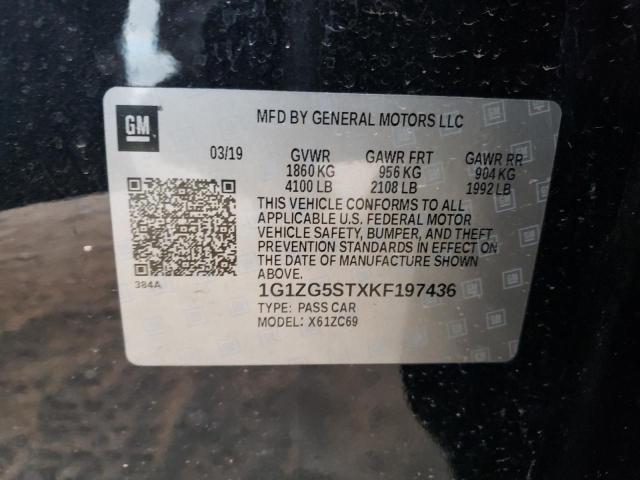 GM
MFD BY GENERAL MOTORS LLC
03/19 GVWR GAWR FRT GAWR RR
1860 KG 956 KG 904 KG
4100 LB 2108 LB 1992 LB
THIS VEHICLE CONFORMS TO ALL
APPLICABLE U.S. FEDERAL MOTOR
VEHICLE SAFETY, BUMPER, AND THEFT
PREVENTION STANDARDS IN EFFECT ON
THE DATE OF MANUFACTURE SHOWN
ABOVE.
384A
1G1ZG5STXKF197436
TYPE: PASS CAR
MODEL: X61ZC69